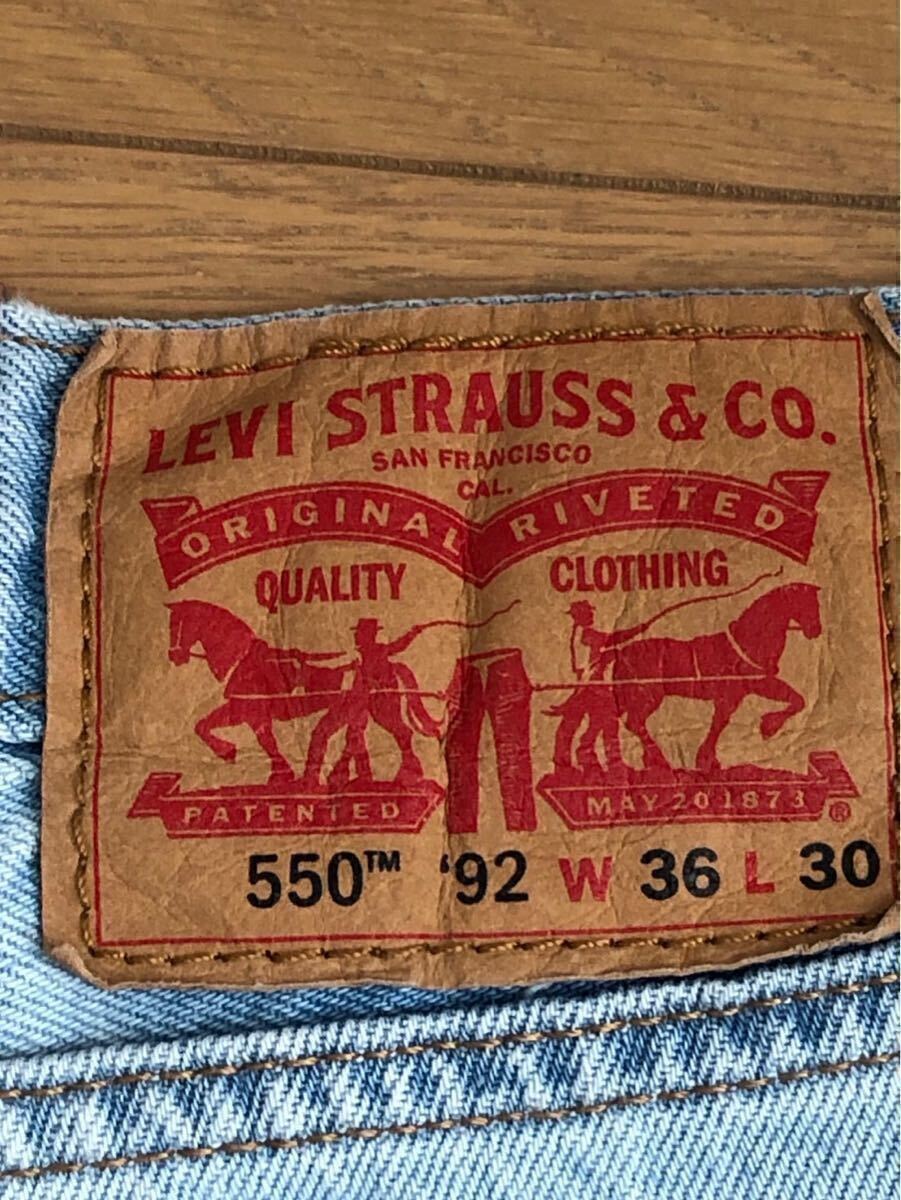 LEVI STRAUSS & CO.
SAN FRANCISCO
CAL.
ORIGINAL RIVETED
QUALITY CLOTHING
PATENTED MAY 20 1873 ®
550™ '92 W 36 L 30